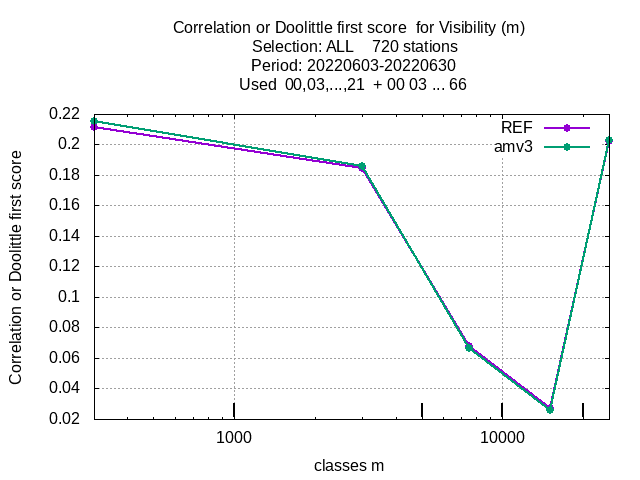 Correlation or Doolittle first score  for Visibility (m)
Selection: ALL    720 stations
Period: 20220603-20220630
Used  00,03,...,21  + 00 03 ... 66
REF
amv3
Correlation or Doolittle first score
0.22
0.2
0.18
0.16
0.14
0.12
0.1
0.08
0.06
0.04
0.02
1000
10000
classes m